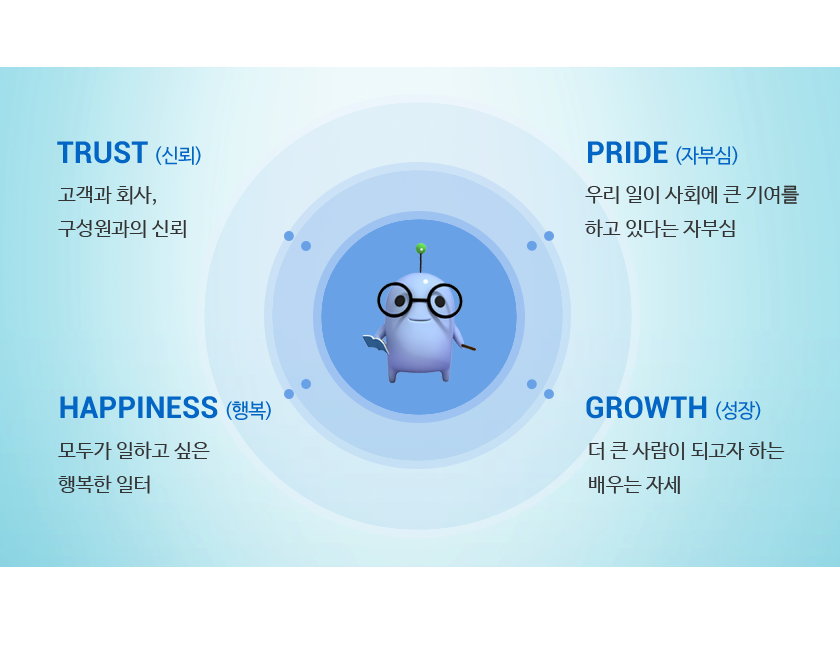 TRUST (신뢰)
고객과 회사,
구성원과의 신뢰
PRIDE (자부심)
우리 일이 사회에 큰 기여를
하고 있다는 자부심
HAPPINESS (행복)
모두가 일하고 싶은
행복한 일터
GROWTH (성장)
더 큰 사람이 되고자 하는
배우는 자세